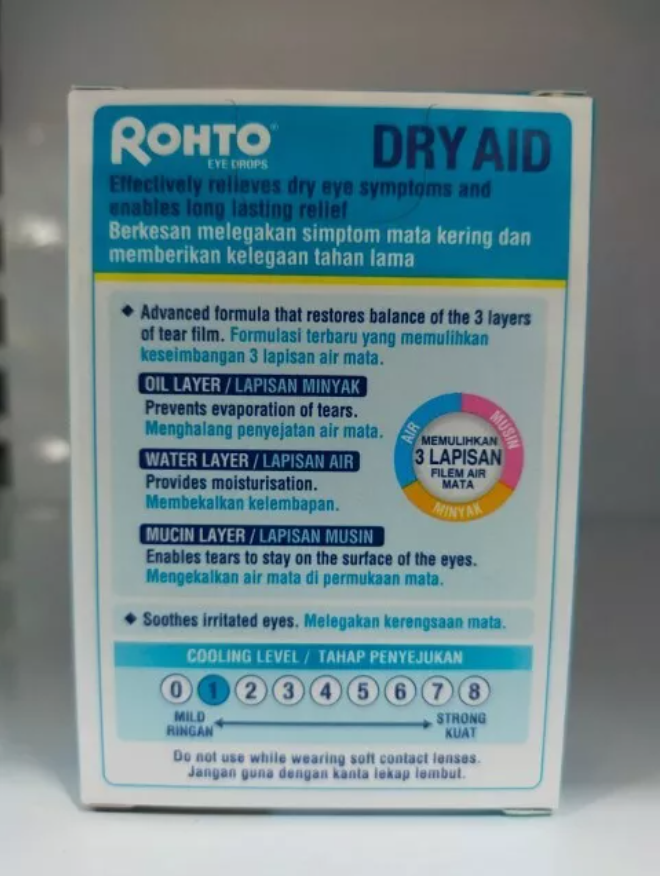 ROHTO®
EYE DROPS
DRY AID
Effectively relieves dry eye symptoms and
enables long lasting relief
Berkesan melegakan simptom mata kering dan
memberikan kelegaan tahan lama
◆ Advanced formula that restores balance of the 3 layers
of tear film. Formulasi terbaru yang memulihkan
keseimbangan 3 lapisan air mata.
OIL LAYER / LAPISAN MINYAK
Prevents evaporation of tears.
Menghalang penyejatan air mata.
WATER LAYER / LAPISAN AIR
Provides moisturisation.
Membekalkan kelembapan.
MUCIN LAYER / LAPISAN MUSIN
Enables tears to stay on the surface of the eyes.
Mengekalkan air mata di permukaan mata.
AIR
MUSIN
MINYAK
MEMULIHKAN
3 LAPISAN
FILEM AIR
MATA
◆ Soothes irritated eyes. Melegakan kerengsaan mata.
COOLING LEVEL / TAHAP PENYEJUKAN
0 1 2 3 4 5 6 7 8
MILD STRONG
RINGAN KUAT
Do not use while wearing soft contact lenses.
Jangan guna dengan kanta lekap lembut.